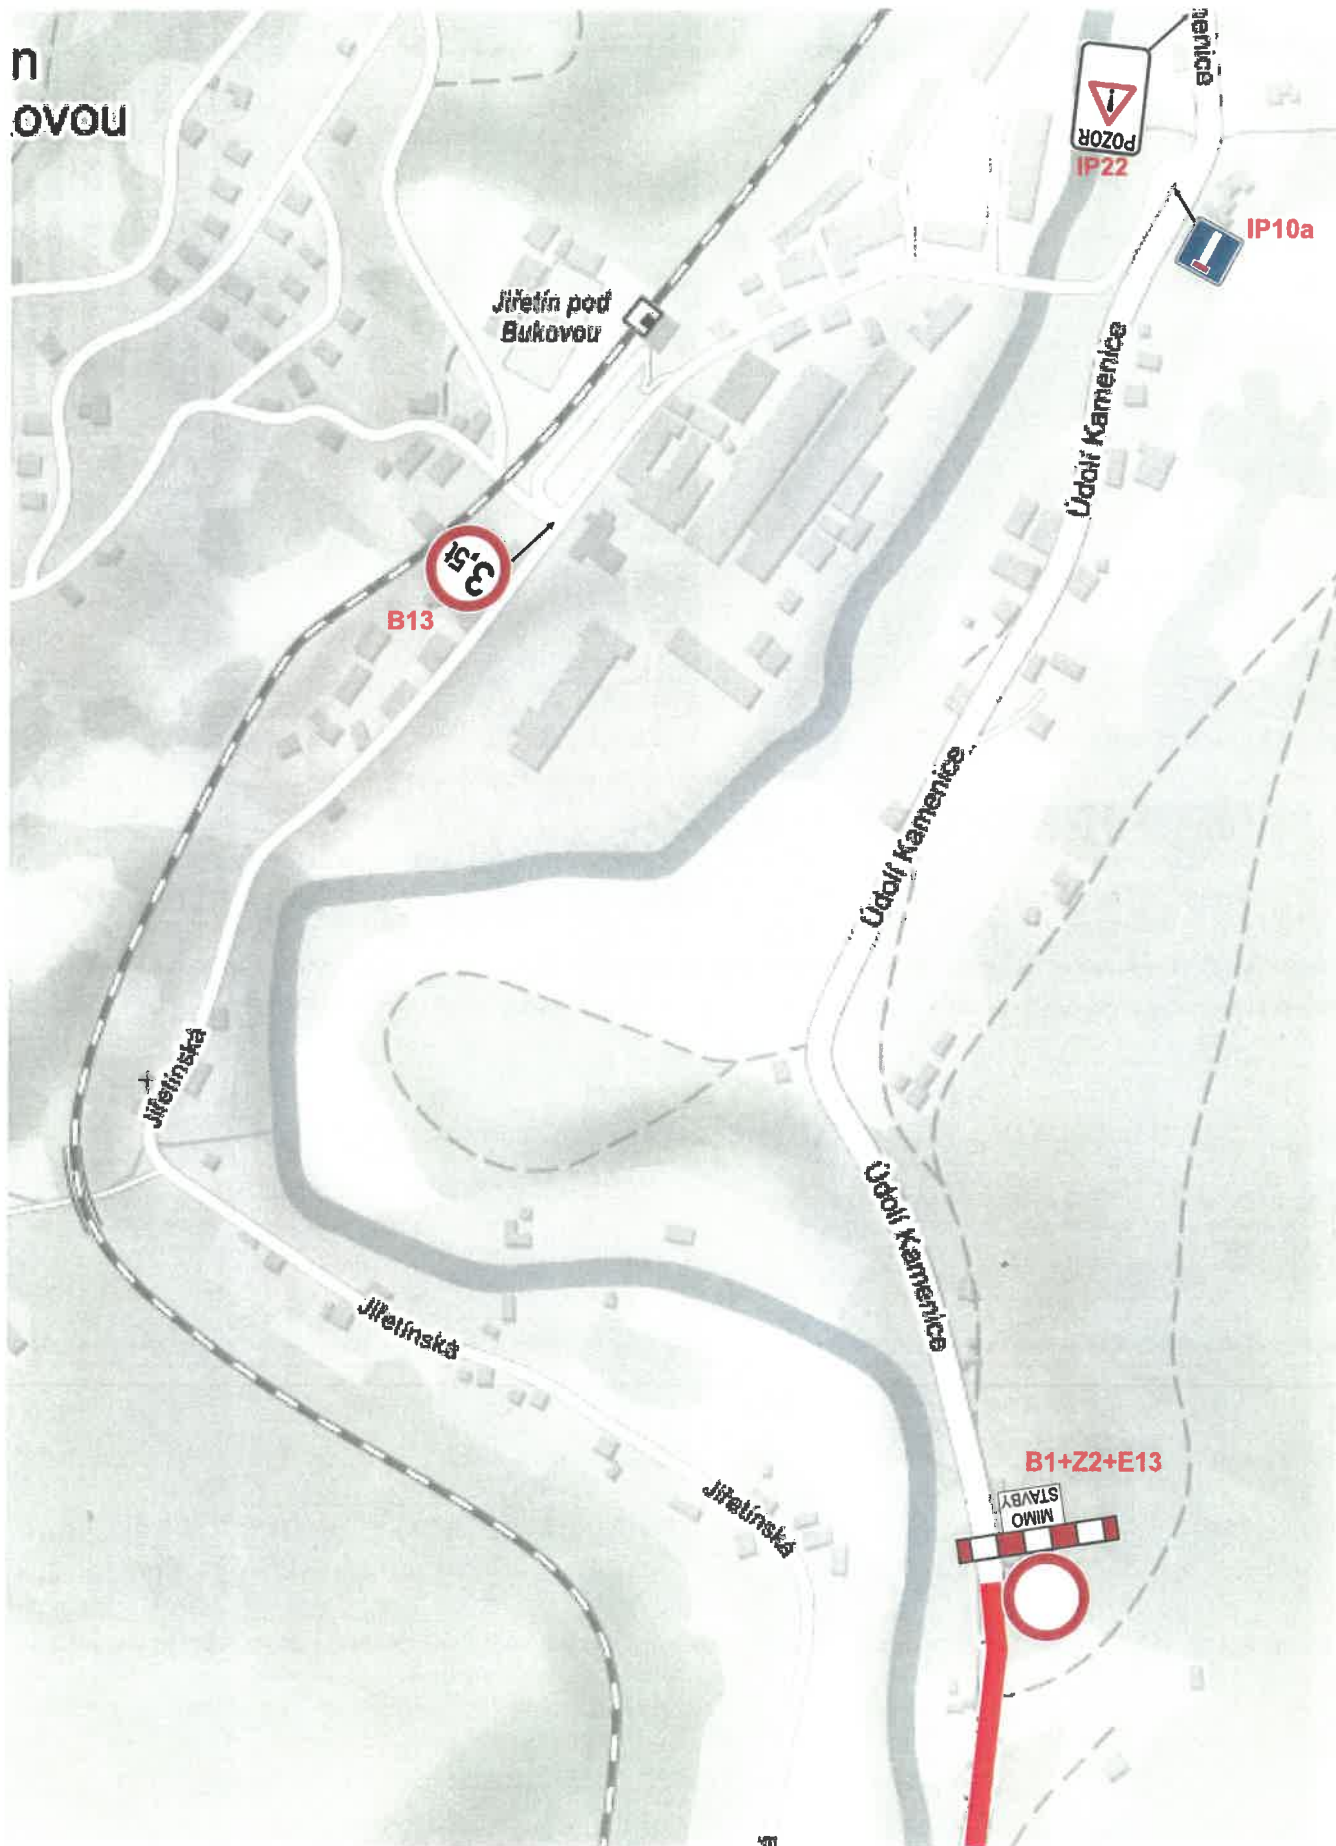 n
ovou
POZOR
IP22
IP10a
Jiřetín pod
Bukovou
Údolí Kamenice
3,5t
B13
Údolí Kamenice
Jiřetínská
Údolí Kamenice
Jiřetínská
B1+Z2+E13
MIMO
STAVBY
Jiřetínská